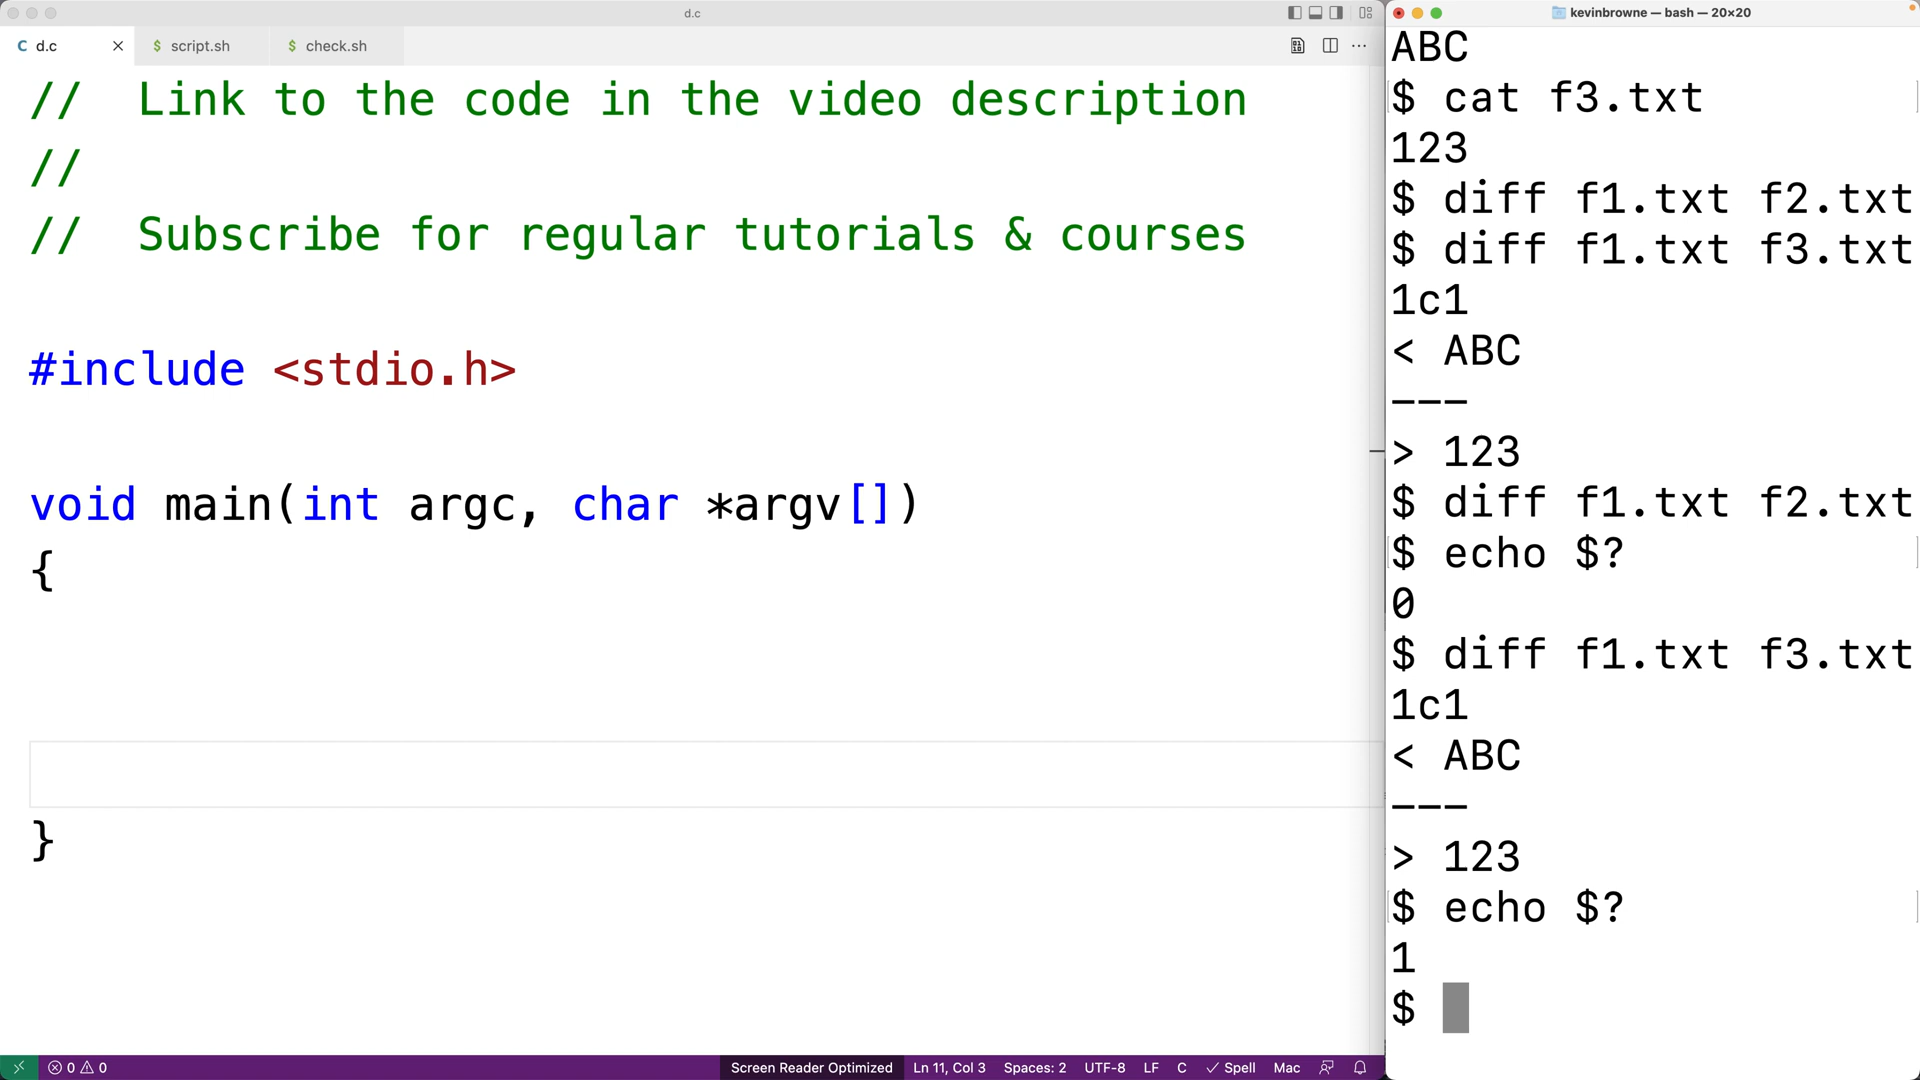 d.c
d.c
script.sh
check.sh
// Link to the code in the video description
//
// Subscribe for regular tutorials & courses
#include <stdio.h>
void main(int argc, char *argv[])
{
}
0 0
Screen Reader Optimized
Ln 11, Col 3
Spaces: 2
UTF-8
LF
C
Spell
Mac
kevinbrowne — bash — 20×20
ABC
$ cat f3.txt
123
$ diff f1.txt f2.txt
$ diff f1.txt f3.txt
1c1
< ABC
---
> 123
$ diff f1.txt f2.txt
$ echo $?
0
$ diff f1.txt f3.txt
1c1
< ABC
---
> 123
$ echo $?
1
$